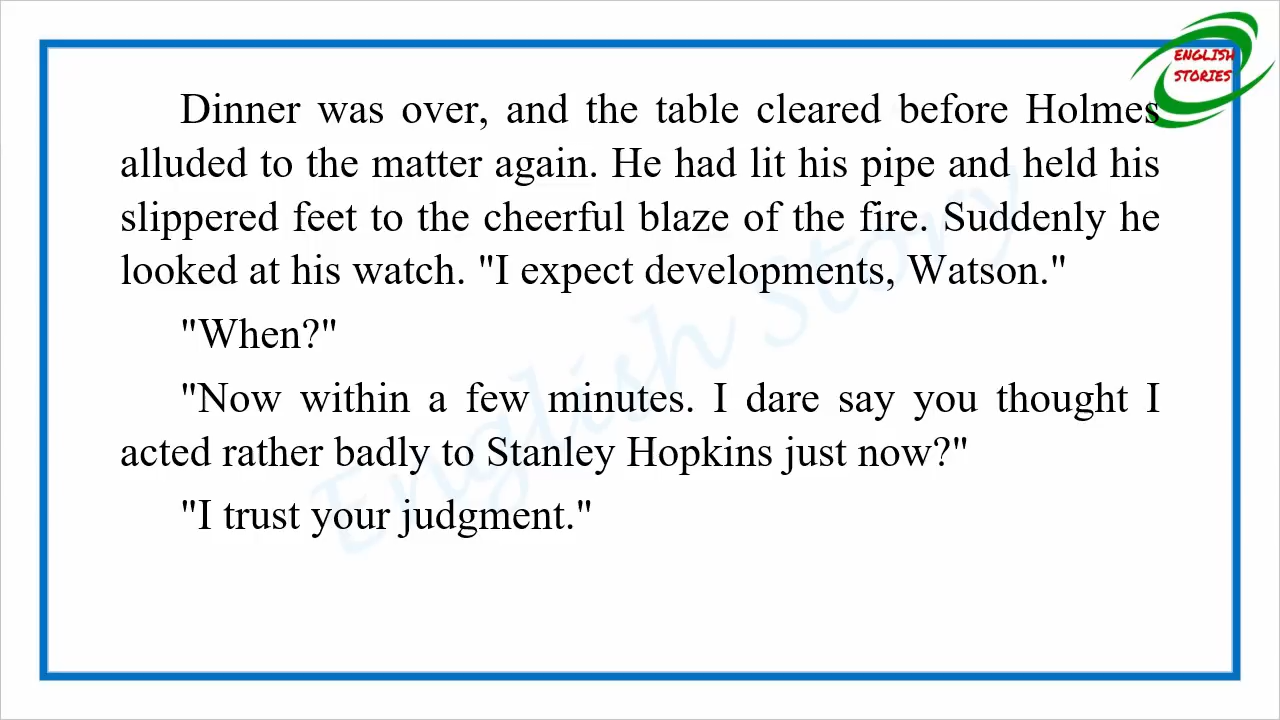 ENGLISH
STORIES
Dinner was over, and the table cleared before Holmes
alluded to the matter again. He had lit his pipe and held his
slippered feet to the cheerful blaze of the fire. Suddenly he
looked at his watch. "I expect developments, Watson."
"When?"
"Now within a few minutes. I dare say you thought I
acted rather badly to Stanley Hopkins just now?"
"I trust your judgment."
English Story